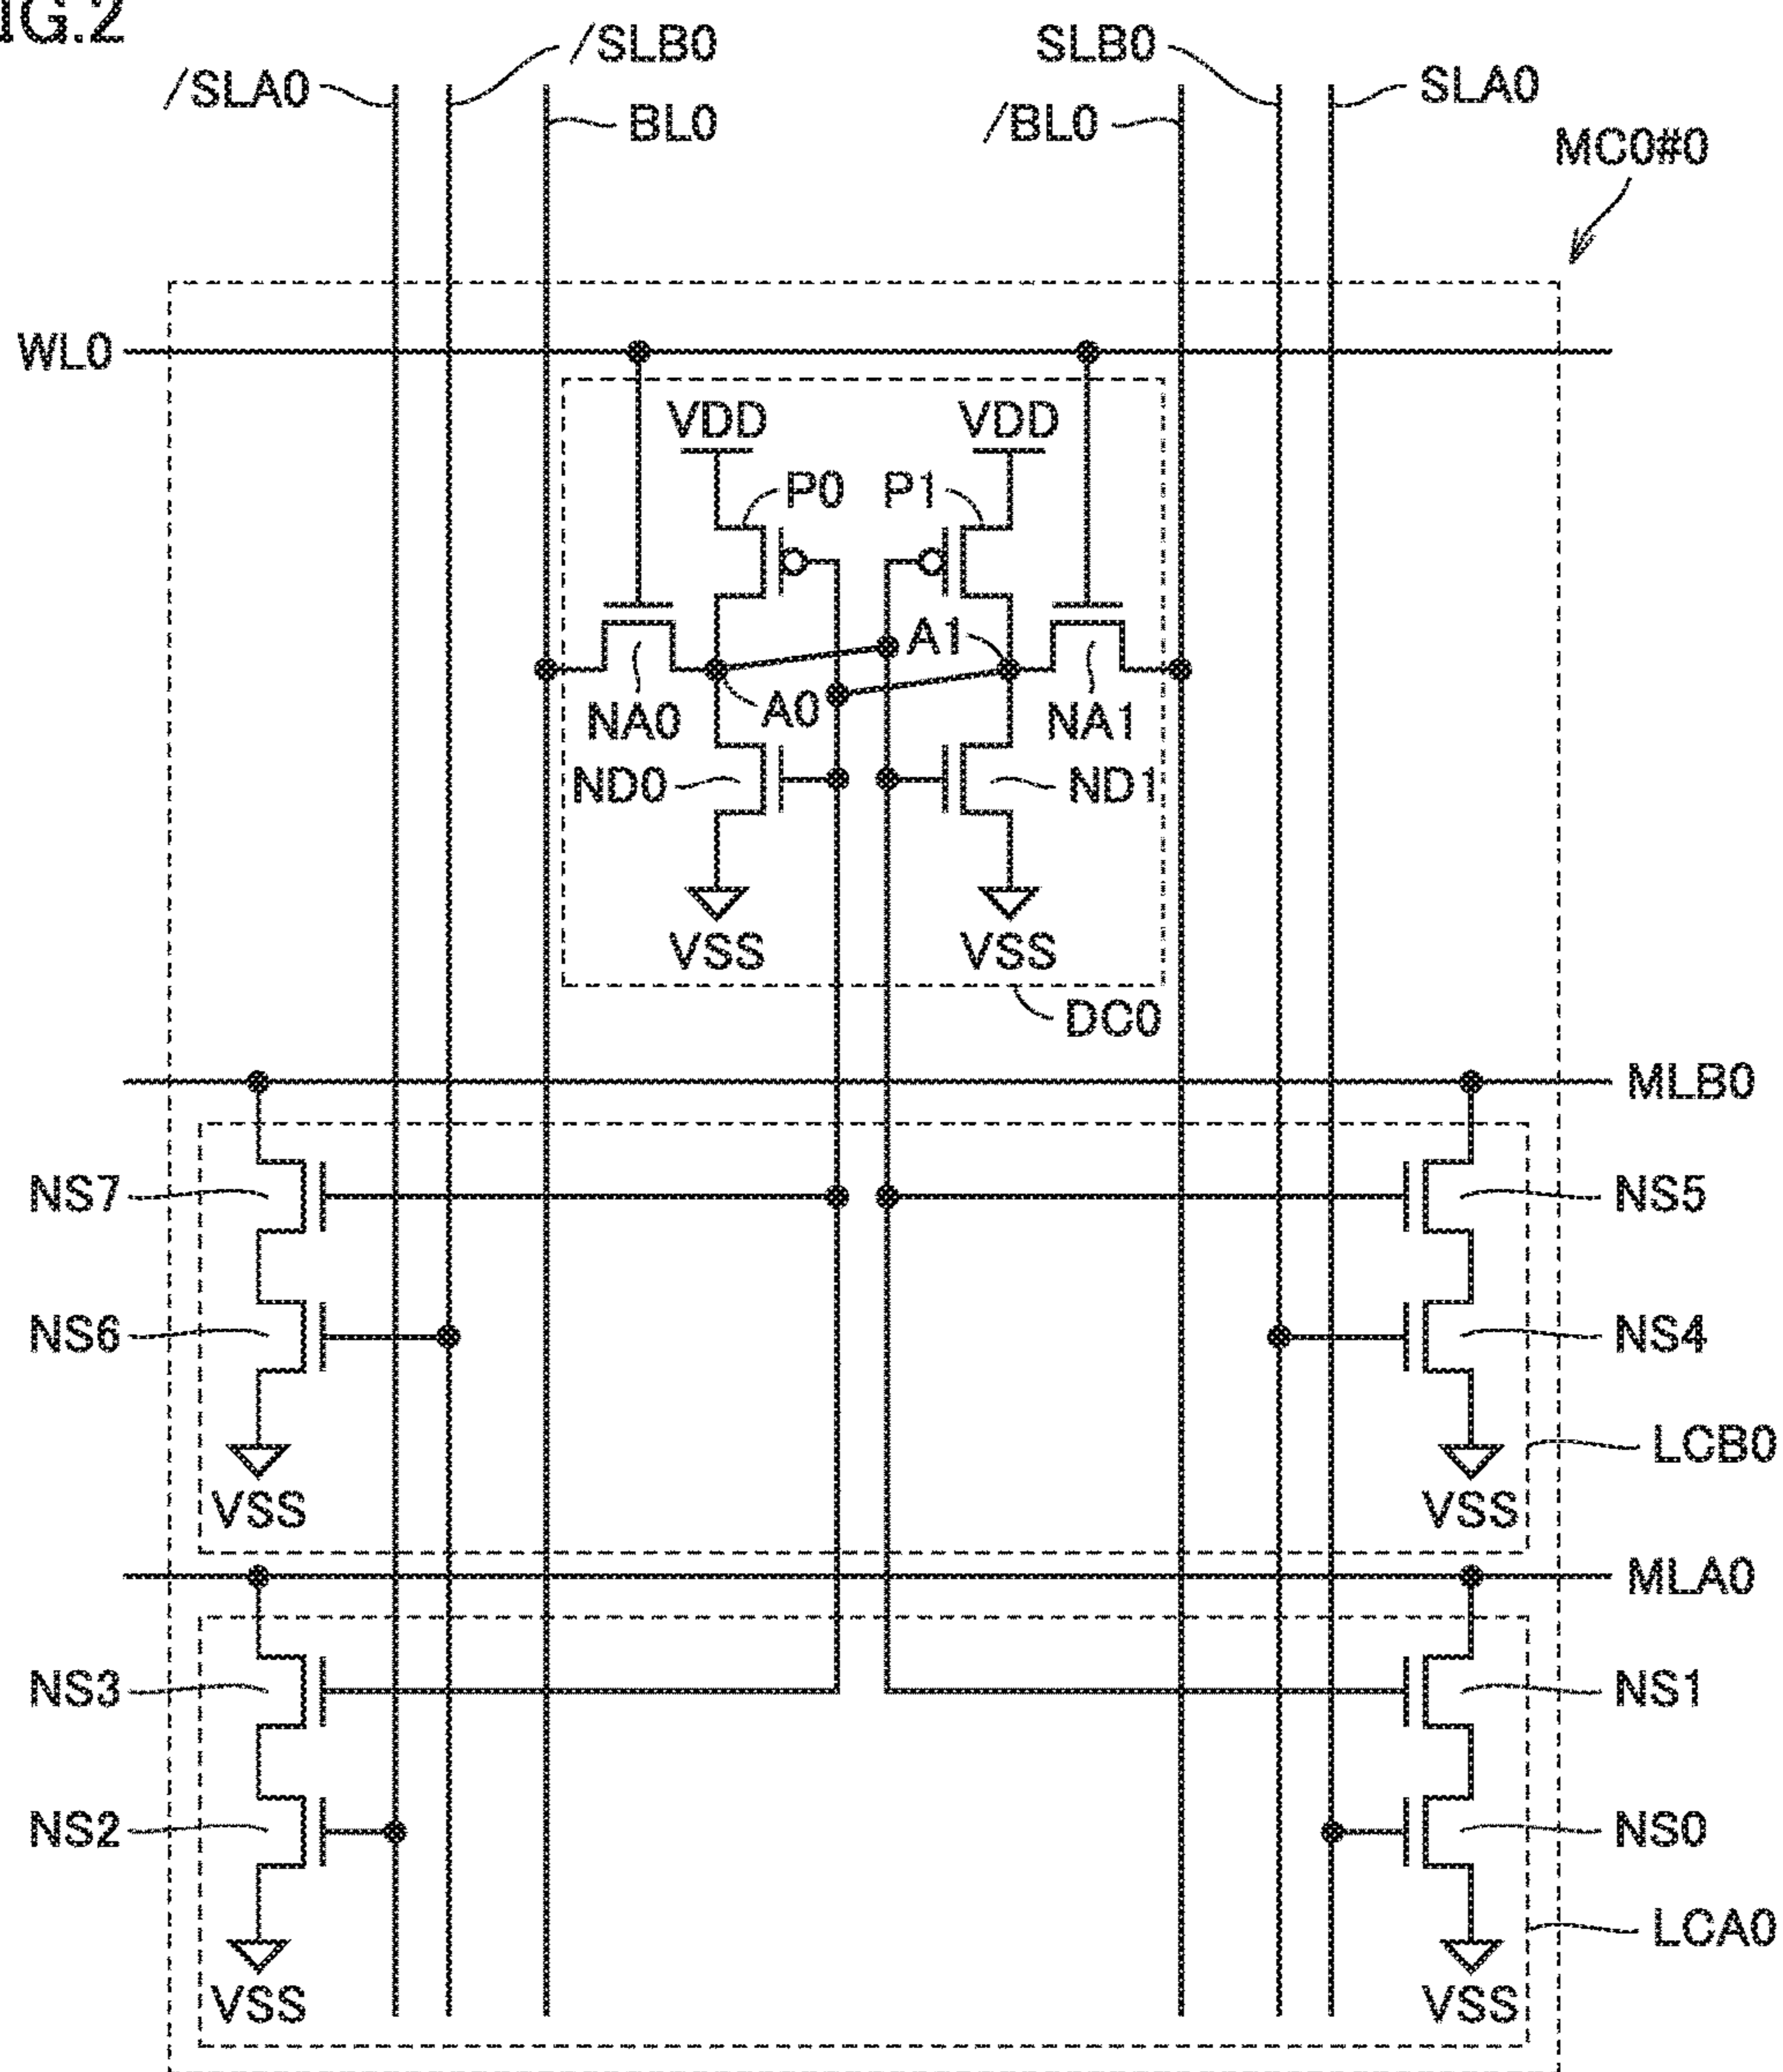 FIG.2
/SLB0 SLB0
/SLA0 SLA0
BL0 /BL0
MC0#0
WL0
VDD VDD
P0 P1
A1
A0
NA0 NA1
ND0 ND1
VSS VSS
DC0
MLB0
NS7 NS5
NS6 NS4
LCB0
VSS VSS
MLA0
NS3 NS1
NS2 NS0
LCA0
VSS VSS